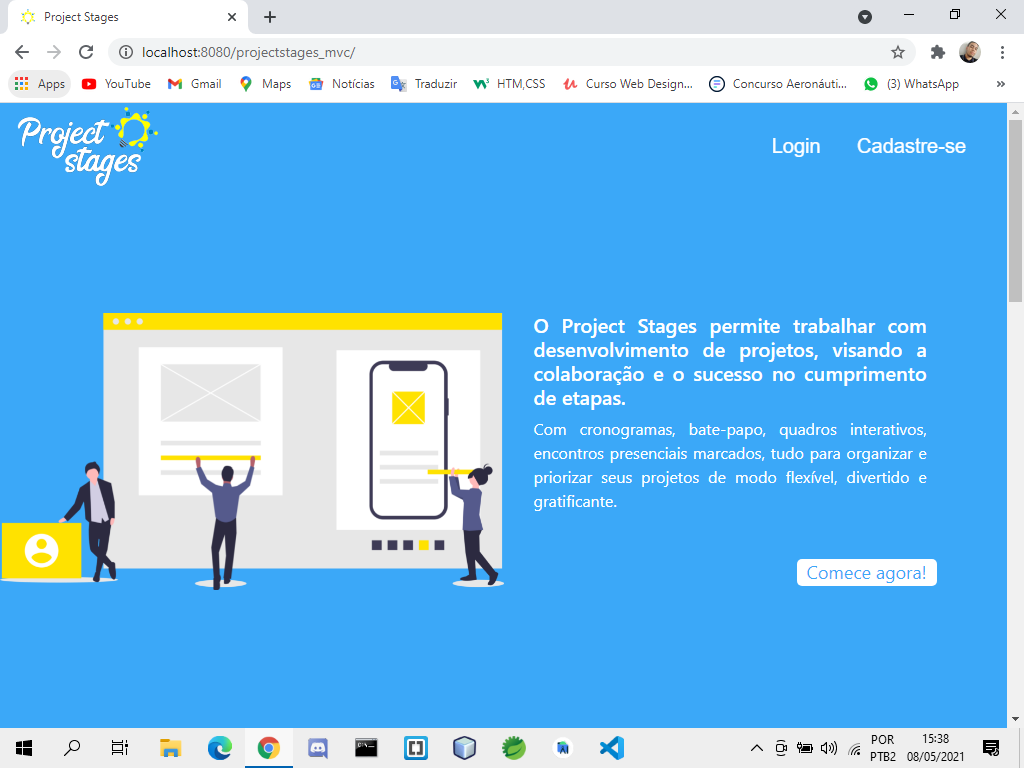 Project Stages
localhost:8080/projectstages_mvc/
Apps YouTube Gmail Maps Notícias Traduzir HTM,CSS Curso Web Design... Concurso Aeronáuti... (3) WhatsApp »
Project
stages
Login Cadastre-se
O Project Stages permite trabalhar com
desenvolvimento de projetos, visando a
colaboração e o sucesso no cumprimento
de etapas.
Com cronogramas, bate-papo, quadros interativos,
encontros presenciais marcados, tudo para organizar e
priorizar seus projetos de modo flexível, divertido e
gratificante.
Comece agora!
POR
PTB2
15:38
08/05/2021